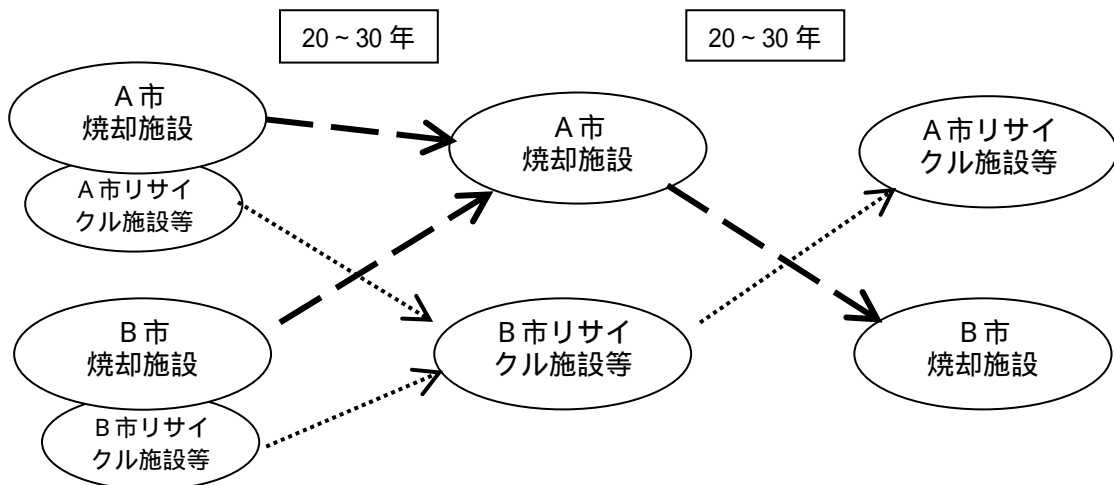 20~30年
20~30年
A市
焼却施設
A市リサイ
クル施設等
B市
焼却施設
B市リサイ
クル施設等
A市
焼却施設
B市リサイ
クル施設等
A市リサイ
クル施設等
B市
焼却施設